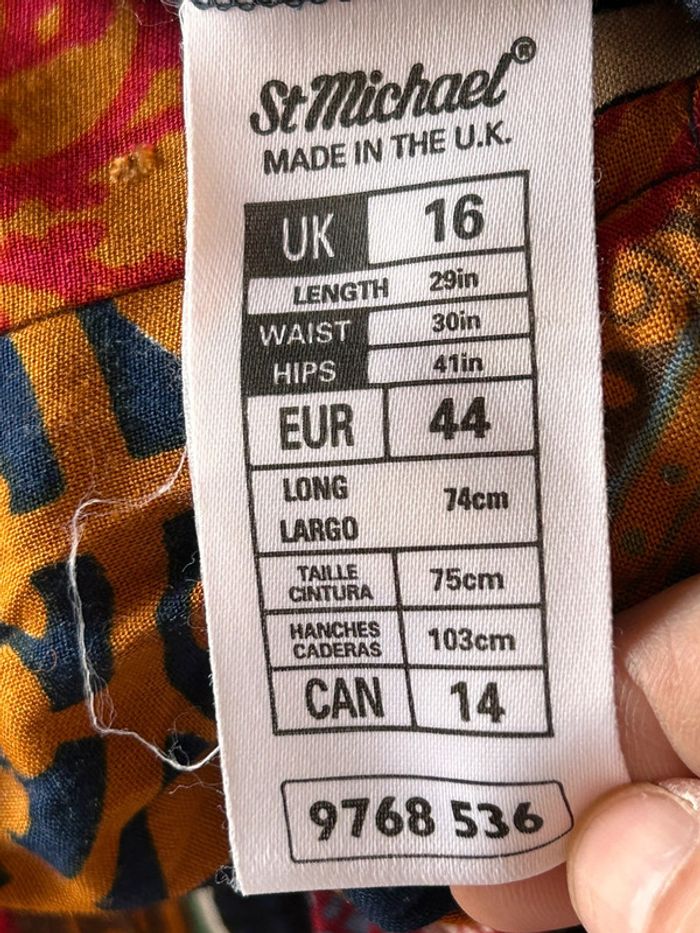 St Michael®
MADE IN THE U.K.
UK 16
LENGTH 29in
WAIST 30in
HIPS 41in
EUR 44
LONG
LARGO 74cm
TAILLE
CINTURA 75cm
HANCHES
CADERAS 103cm
CAN 14
9768 536